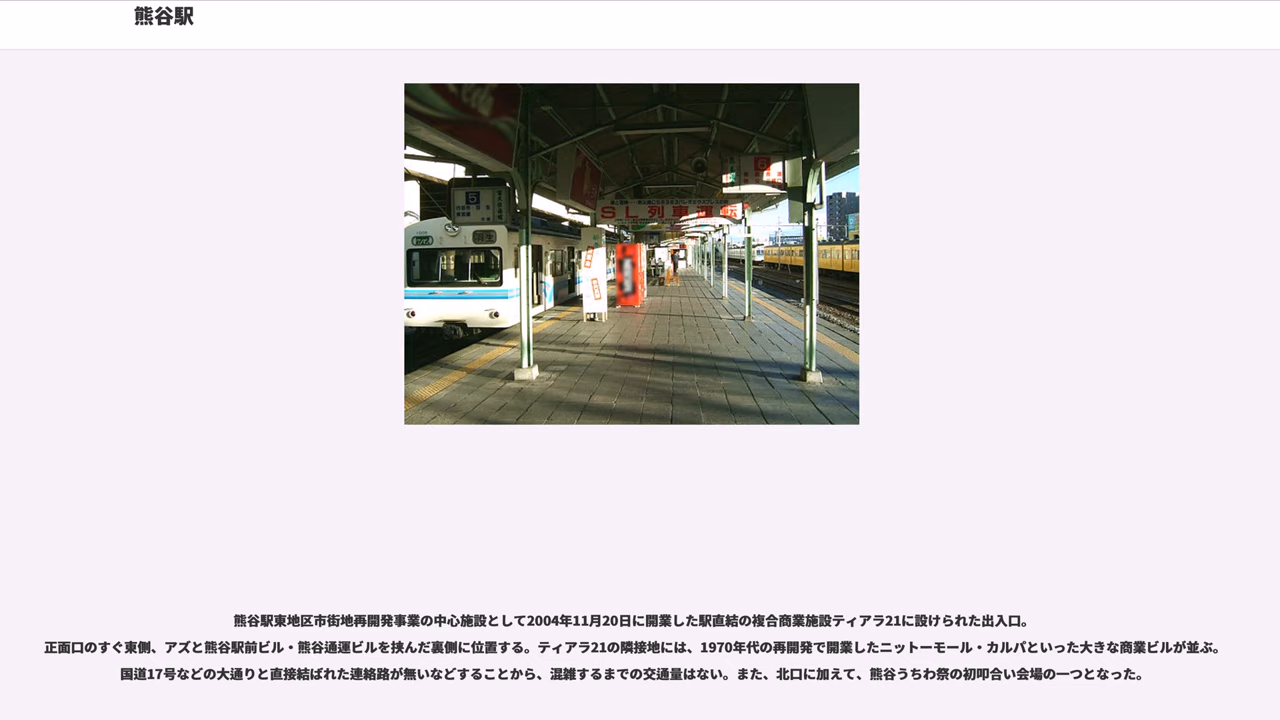 熊谷駅
5
6
羽生
SL列車運転
熊谷駅東地区市街地再開発事業の中心施設として2004年11月20日に開業した駅直結の複合商業施設ティアラ21に設けられた出入口。
正面口のすぐ東側、アズと熊谷駅前ビル・熊谷通運ビルを挟んだ裏側に位置する。ティアラ21の隣接地には、1970年代の再開発で開業したニットーモール・カルパといった大きな商業ビルが並ぶ。
国道17号などの大通りと直接結ばれた連絡路が無いなどすることから、混雑するまでの交通量はない。また、北口に加えて、熊谷うちわ祭の初叩合い会場の一つとなった。